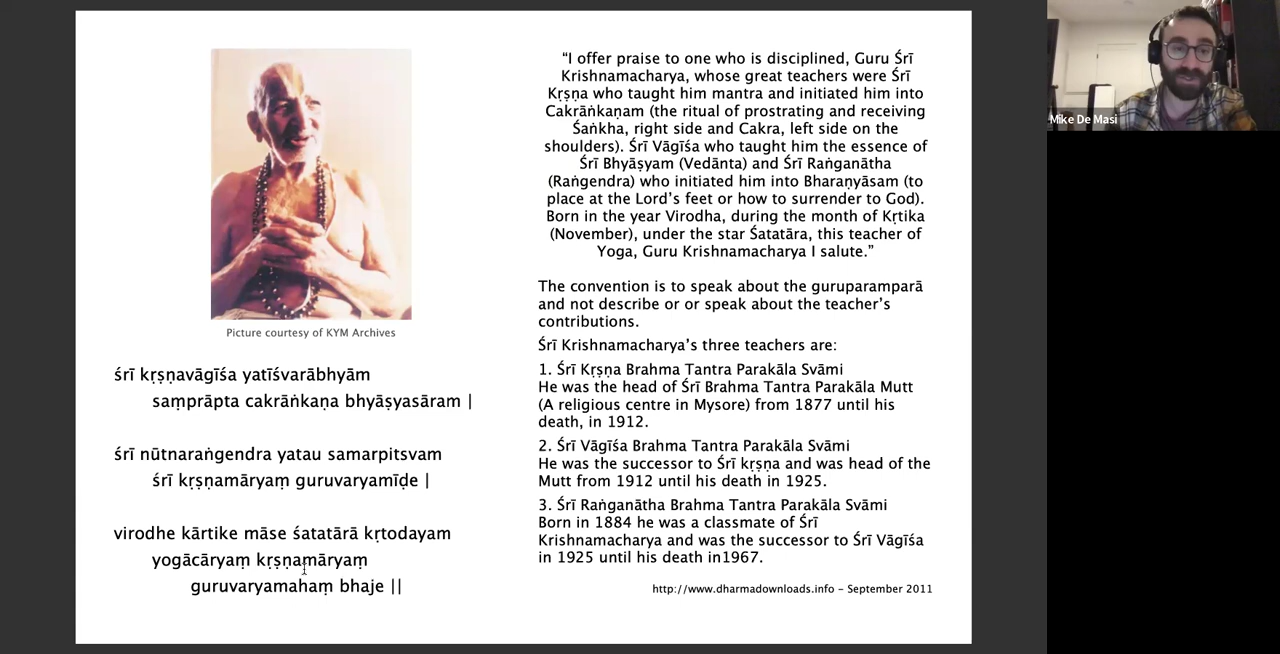 Picture courtesy of KYM Archives
śrī kṛṣṇavāgīśa yatīśvarābhyām
saṃprāpta cakrāṅkaṇa bhyāṣyasāram |
śrī nūtnaraṅgendra yatau samarpitsvam
śrī kṛṣṇamāryaṃ guruvaryamīḍe |
virodhe kārtike māse śatatārā kṛtodayam
yogācāryaṃ kṛṣṇamāryaṃ
guruvaryamahaṃ bhaje ||
“I offer praise to one who is disciplined, Guru Śrī
Krishnamacharya, whose great teachers were Śrī
Kṛṣṇa who taught him mantra and initiated him into
Cakrāṅkaṇam (the ritual of prostrating and receiving
Śaṅkha, right side and Cakra, left side on the
shoulders). Śrī Vāgīśa who taught him the essence of
Śrī Bhyāṣyam (Vedānta) and Śrī Raṅganātha
(Raṅgendra) who initiated him into Bharaṇyāsam (to
place at the Lord’s feet or how to surrender to God).
Born in the year Virodha, during the month of Kṛtika
(November), under the star Śatatāra, this teacher of
Yoga, Guru Krishnamacharya I salute.”
The convention is to speak about the guruparamparā
and not describe or or speak about the teacher’s
contributions.
Śrī Krishnamacharya’s three teachers are:
1. Śrī Kṛṣṇa Brahma Tantra Parakāla Svāmi
He was the head of Śrī Brahma Tantra Parakāla Mutt
(A religious centre in Mysore) from 1877 until his
death, in 1912.
2. Śrī Vāgīśa Brahma Tantra Parakāla Svāmi
He was the successor to Śrī kṛṣṇa and was head of the
Mutt from 1912 until his death in 1925.
3. Śrī Raṅganātha Brahma Tantra Parakāla Svāmi
Born in 1884 he was a classmate of Śrī
Krishnamacharya and was the successor to Śrī Vāgīśa
in 1925 until his death in1967.
http://www.dharmadownloads.info – September 2011
Mike De Masi